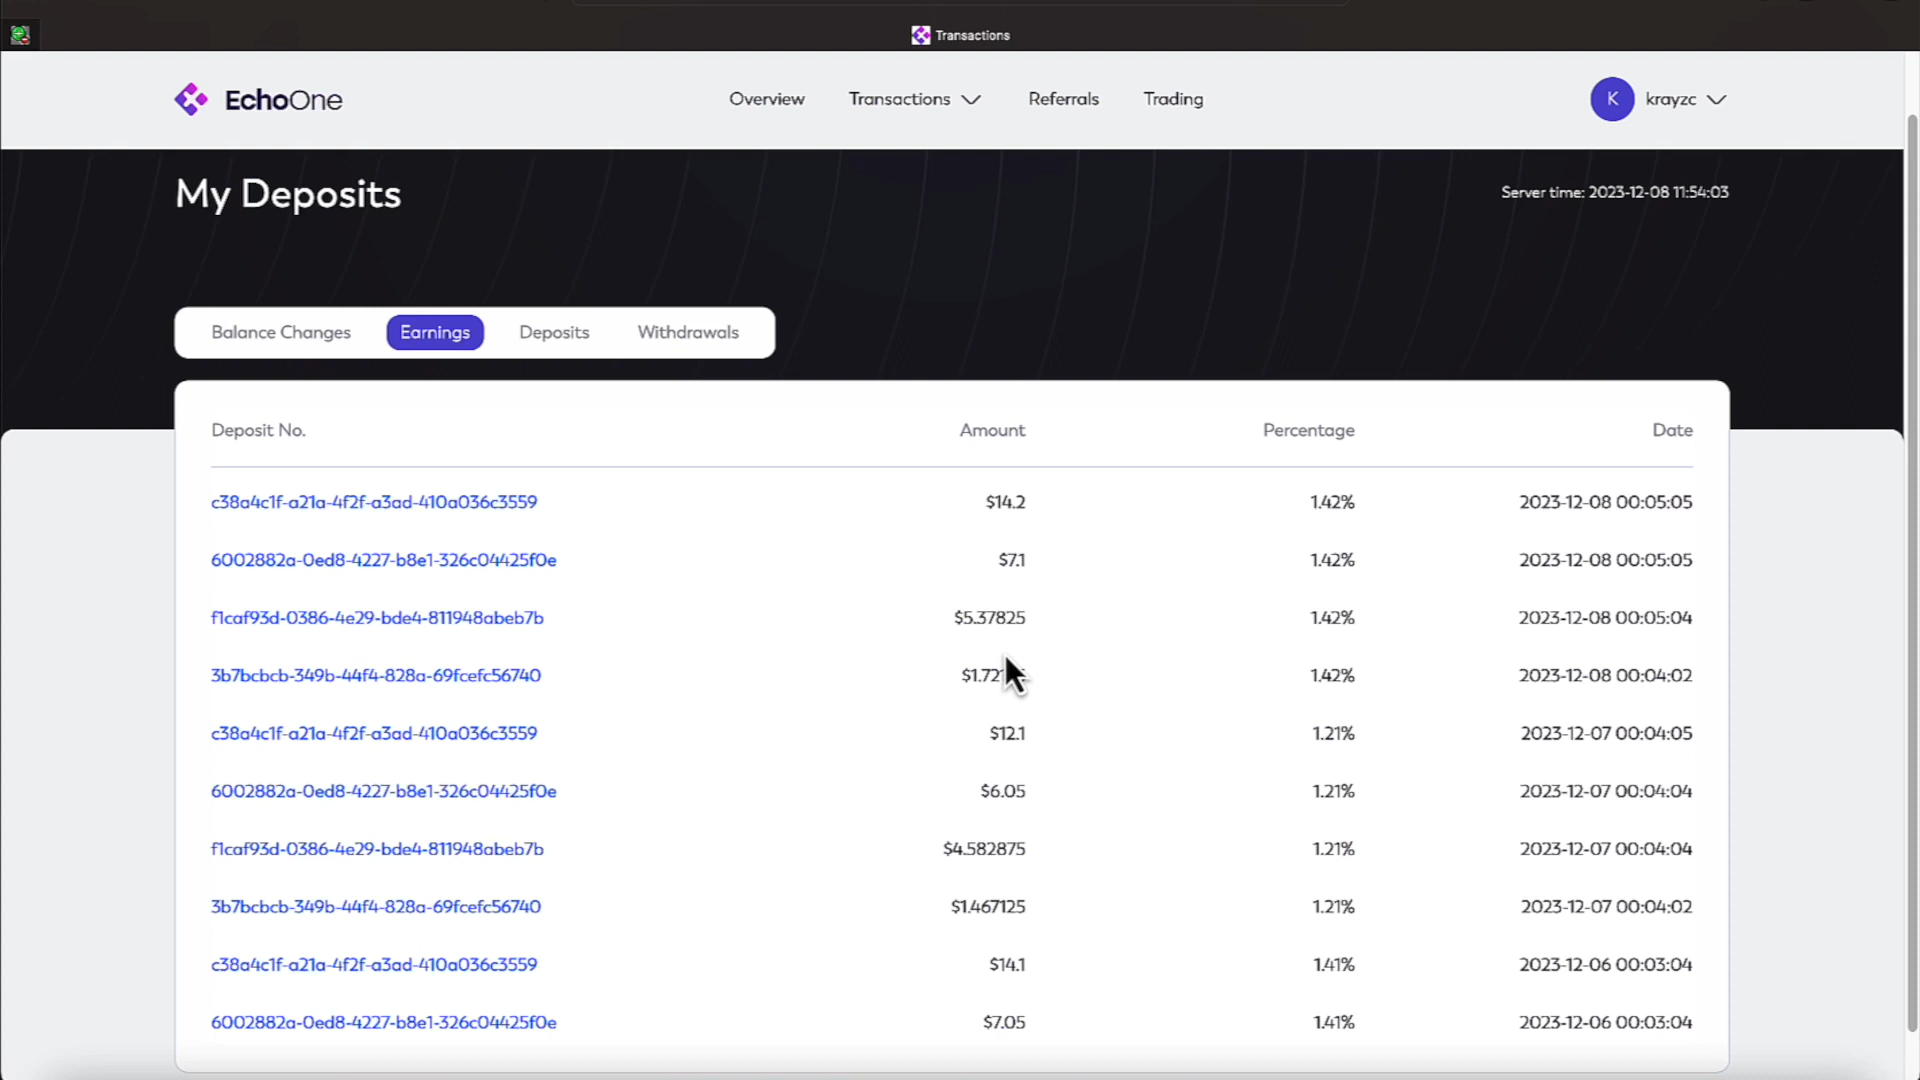 Transactions
EchoOne
Overview Transactions Referrals Trading
K krayzc
My Deposits
Server time: 2023-12-08 11:54:03
Balance Changes Earnings Deposits Withdrawals
Deposit No. Amount Percentage Date
c38a4c1f-a21a-4f2f-a3ad-410a036c3559 $14.2 1.42% 2023-12-08 00:05:05
6002882a-0ed8-4227-b8e1-326c04425f0e $7.1 1.42% 2023-12-08 00:05:05
f1caf93d-0386-4e29-bde4-811948abeb7b $5.37825 1.42% 2023-12-08 00:05:04
3b7bcbcb-349b-44f4-828a-69fcefc56740 1.42% 2023-12-08 00:04:02
c38a4c1f-a21a-4f2f-a3ad-410a036c3559 $12.1 1.21% 2023-12-07 00:04:05
6002882a-0ed8-4227-b8e1-326c04425f0e $6.05 1.21% 2023-12-07 00:04:04
f1caf93d-0386-4e29-bde4-811948abeb7b $4.582875 1.21% 2023-12-07 00:04:04
3b7bcbcb-349b-44f4-828a-69fcefc56740 $1.467125 1.21% 2023-12-07 00:04:02
c38a4c1f-a21a-4f2f-a3ad-410a036c3559 $14.1 1.41% 2023-12-06 00:03:04
6002882a-0ed8-4227-b8e1-326c04425f0e $7.05 1.41% 2023-12-06 00:03:04